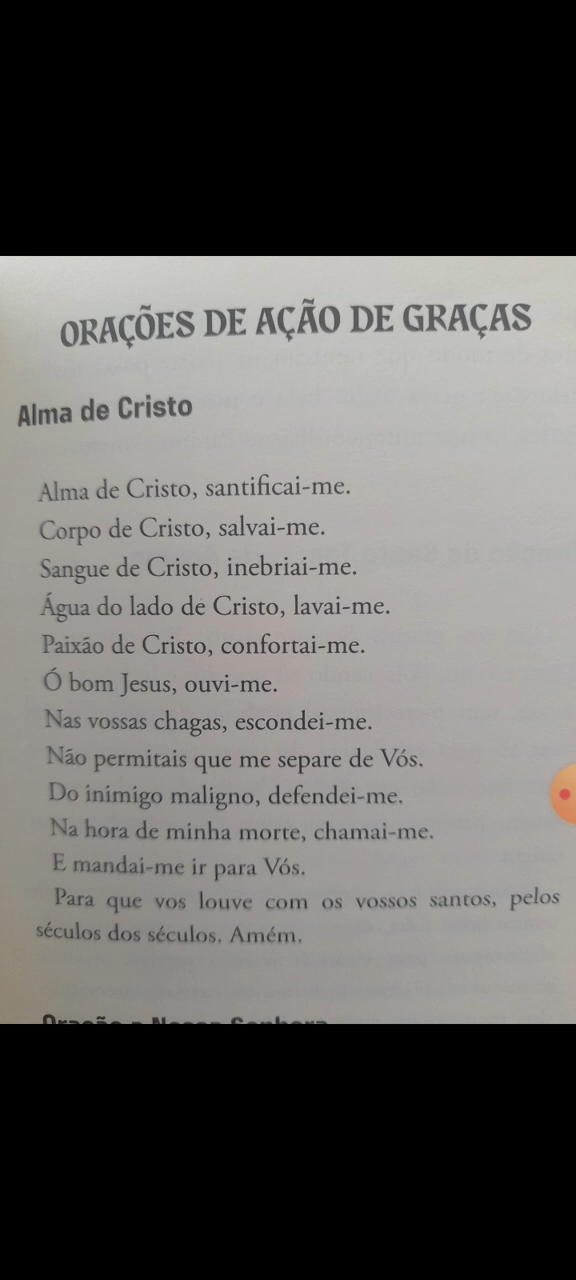 ORAÇÕES DE AÇÃO DE GRAÇAS
Alma de Cristo
Alma de Cristo, santificai-me.
Corpo de Cristo, salvai-me.
Sangue de Cristo, inebriai-me.
Água do lado de Cristo, lavai-me.
Paixão de Cristo, confortai-me.
Ó bom Jesus, ouvi-me.
Nas vossas chagas, escondei-me.
Não permitais que me separe de Vós.
Do inimigo maligno, defendei-me.
Na hora de minha morte, chamai-me.
E mandai-me ir para Vós.
Para que vos louve com os vossos santos, pelos
séculos dos séculos. Amém.
Oração a Nossa Senhora